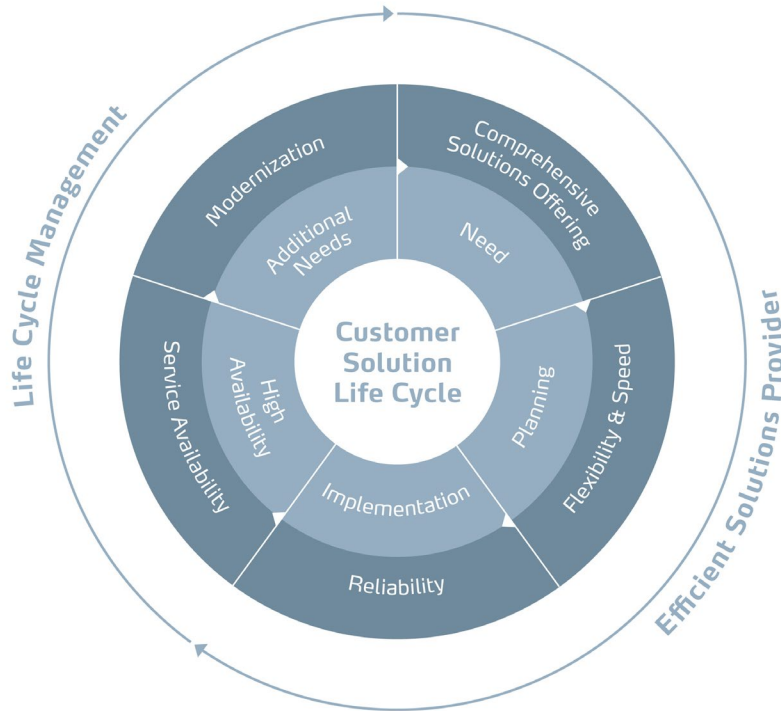 Customer
Solution
Life Cycle
Need
Planning
Implementation
High
Availability
Additional
Needs
Comprehensive
Solutions Offering
Flexibility & Speed
Reliability
Service Availability
Modernization
Efficient Solutions Provider
Life Cycle Management